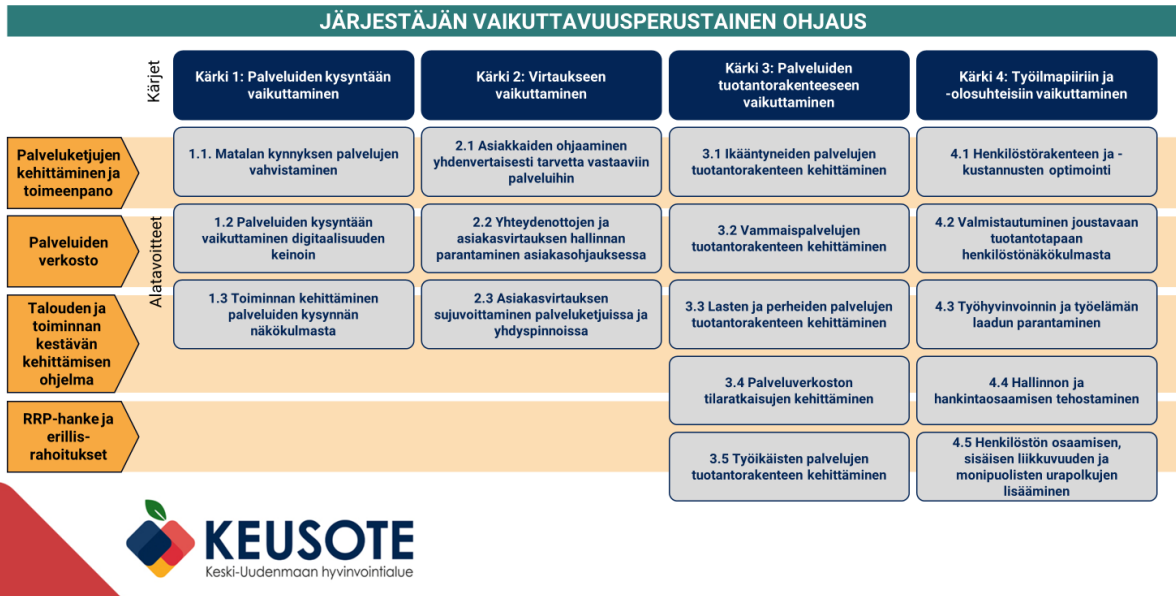 JÄRJESTÄJÄN VAIKUTTAVUUSPERUSTAINEN OHJAUS
Kärjet
Kärki 1: Palveluiden kysyntään
vaikuttaminen
Kärki 2: Virtaukseen
vaikuttaminen
Kärki 3: Palveluiden
tuotantorakenteeseen
vaikuttaminen
Kärki 4: Työilmapiiriin ja
-olosuhteisiin vaikuttaminen
Palveluketjujen
kehittäminen ja
toimeenpano
Palveluiden
verkosto
Talouden ja
toiminnan
kestävän
kehittämisen
ohjelma
RRP-hanke ja
erillis-
rahoitukset
Alatavoitteet
1.1. Matalan kynnyksen palvelujen
vahvistaminen
1.2 Palveluiden kysyntään
vaikuttaminen digitaalisuuden
keinoin
1.3 Toiminnan kehittäminen
palveluiden kysynnän
näkökulmasta
2.1 Asiakkaiden ohjaaminen
yhdenvertaisesti tarvetta vastaaviin
palveluihin
2.2 Yhteydenottojen ja
asiakasvirtauksen hallinnan
parantaminen asiakasohjauksessa
2.3 Asiakasvirtauksen
sujuvoittaminen palveluketjuissa ja
yhdyspinnoissa
3.1 Ikääntyneiden palvelujen
tuotantorakenteen kehittäminen
3.2 Vammaispalvelujen
tuotantorakenteen kehittäminen
3.3 Lasten ja perheiden palvelujen
tuotantorakenteen kehittäminen
3.4 Palveluverkoston
tilaratkaisujen kehittäminen
3.5 Työikäisten palvelujen
tuotantorakenteen kehittäminen
4.1 Henkilöstörakenteen ja -
kustannusten optimointi
4.2 Valmistautuminen joustavaan
tuotantotapaan
henkilöstönäkökulmasta
4.3 Työhyvinvoinnin ja työelämän
laadun parantaminen
4.4 Hallinnon ja
hankintaosaamisen tehostaminen
4.5 Henkilöstön osaamisen,
sisäisen liikkuvuuden ja
monipuolisten urapolkujen
lisääminen
KEUSOTE
Keski-Uudenmaan hyvinvointialue